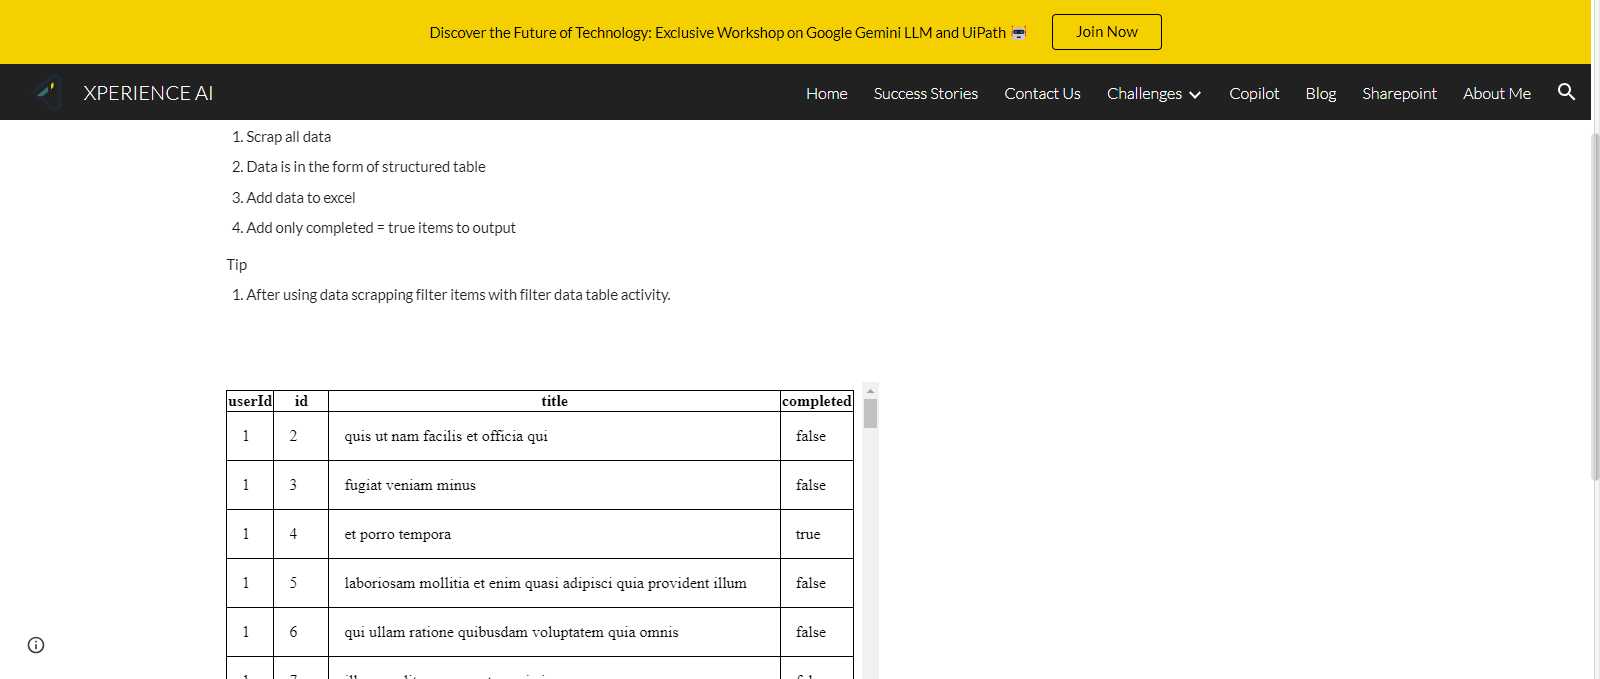 Discover the Future of Technology: Exclusive Workshop on Google Gemini LLM and UiPath
Join Now
XPERIENCE AI
Home Success Stories Contact Us Challenges Copilot Blog Sharepoint About Me
1. Scrap all data
2. Data is in the form of structured table
3. Add data to excel
4. Add only completed = true items to output
Tip
1. After using data scrapping filter items with filter data table activity.
userId id title completed
1 2 quis ut nam facilis et officia qui false
1 3 fugiat veniam minus false
1 4 et porro tempora true
1 5 laboriosam mollitia et enim quasi adipisci quia provident illum false
1 6 qui ullam ratione quibusdam voluptatem quia omnis false